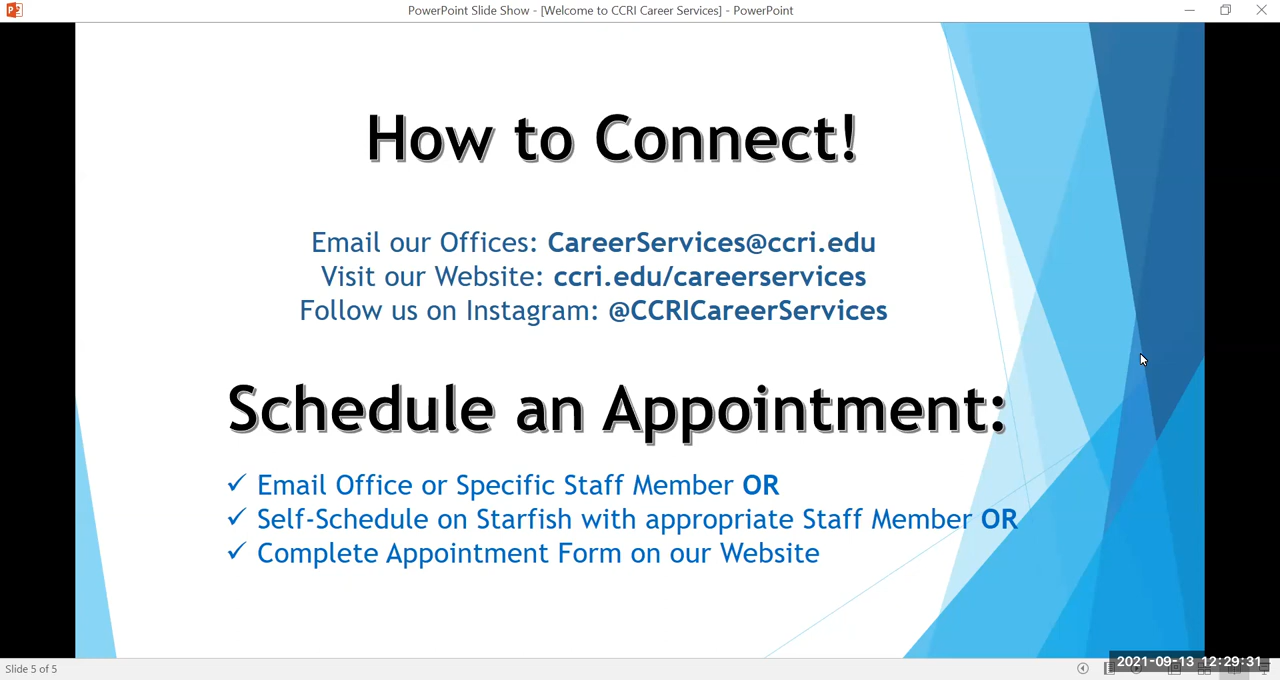 PowerPoint Slide Show - [Welcome to CCRI Career Services] - PowerPoint
How to Connect!
Email our Offices: CareerServices@ccri.edu
Visit our Website: ccri.edu/careerservices
Follow us on Instagram: @CCRICareerServices
Schedule an Appointment:
✓ Email Office or Specific Staff Member OR
✓ Self-Schedule on Starfish with appropriate Staff Member OR
✓ Complete Appointment Form on our Website
Slide 5 of 5
2021-09-13 12:29:31